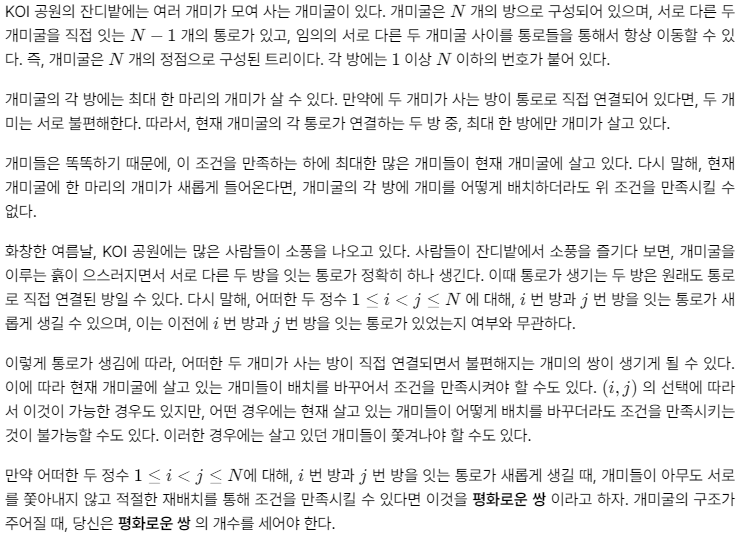 KOI 공원의 잔디밭에는 여러 개미가 모여 사는 개미굴이 있다. 개미굴은 N 개의 방으로 구성되어 있으며, 서로 다른 두
개미굴을 직접 잇는 N − 1 개의 통로가 있고, 임의의 서로 다른 두 개미굴 사이를 통로들을 통해서 항상 이동할 수 있
다. 즉, 개미굴은 N 개의 정점으로 구성된 트리이다. 각 방에는 1 이상 N 이하의 번호가 붙어 있다.
개미굴의 각 방에는 최대 한 마리의 개미가 살 수 있다. 만약에 두 개미가 사는 방이 통로로 직접 연결되어 있다면, 두 개
미는 서로 불편해한다. 따라서, 현재 개미굴의 각 통로가 연결하는 두 방 중, 최대 한 방에만 개미가 살고 있다.
개미들은 똑똑하기 때문에, 이 조건을 만족하는 하에 최대한 많은 개미들이 현재 개미굴에 살고 있다. 다시 말해, 현재
개미굴에 한 마리의 개미가 새롭게 들어온다면, 개미굴의 각 방에 개미를 어떻게 배치하더라도 위 조건을 만족시킬 수
없다.
화창한 여름날, KOI 공원에는 많은 사람들이 소풍을 나오고 있다. 사람들이 잔디밭에서 소풍을 즐기다 보면, 개미굴을
이루는 흙이 으스러지면서 서로 다른 두 방을 잇는 통로가 정확히 하나 생긴다. 이때 통로가 생기는 두 방은 원래도 통로
로 직접 연결된 방일 수 있다. 다시 말해, 어떠한 두 정수 1 ≤ i < j ≤ N 에 대해, i 번 방과 j 번 방을 잇는 통로가 새
롭게 생길 수 있으며, 이는 이전에 i 번 방과 j 번 방을 잇는 통로가 있었는지 여부와 무관하다.
이렇게 통로가 생김에 따라, 어떠한 두 개미가 사는 방이 직접 연결되면서 불편해지는 개미의 쌍이 생기게 될 수 있다.
이에 따라 현재 개미굴에 살고 있는 개미들이 배치를 바꾸어서 조건을 만족시켜야 할 수도 있다. (i, j) 의 선택에 따라
서 이것이 가능한 경우도 있지만, 어떤 경우에는 현재 살고 있는 개미들이 어떻게 배치를 바꾸더라도 조건을 만족시키는
것이 불가능할 수도 있다. 이러한 경우에는 살고 있던 개미들이 쫓겨나야 할 수도 있다.
만약 어떠한 두 정수 1 ≤ i < j ≤ N에 대해, i 번 방과 j 번 방을 잇는 통로가 새롭게 생길 때, 개미들이 아무도 서로
를 쫓아내지 않고 적절한 재배치를 통해 조건을 만족시킬 수 있다면 이것을 평화로운 쌍 이라고 하자. 개미굴의 구조가
주어질 때, 당신은 평화로운 쌍 의 개수를 세어야 한다.